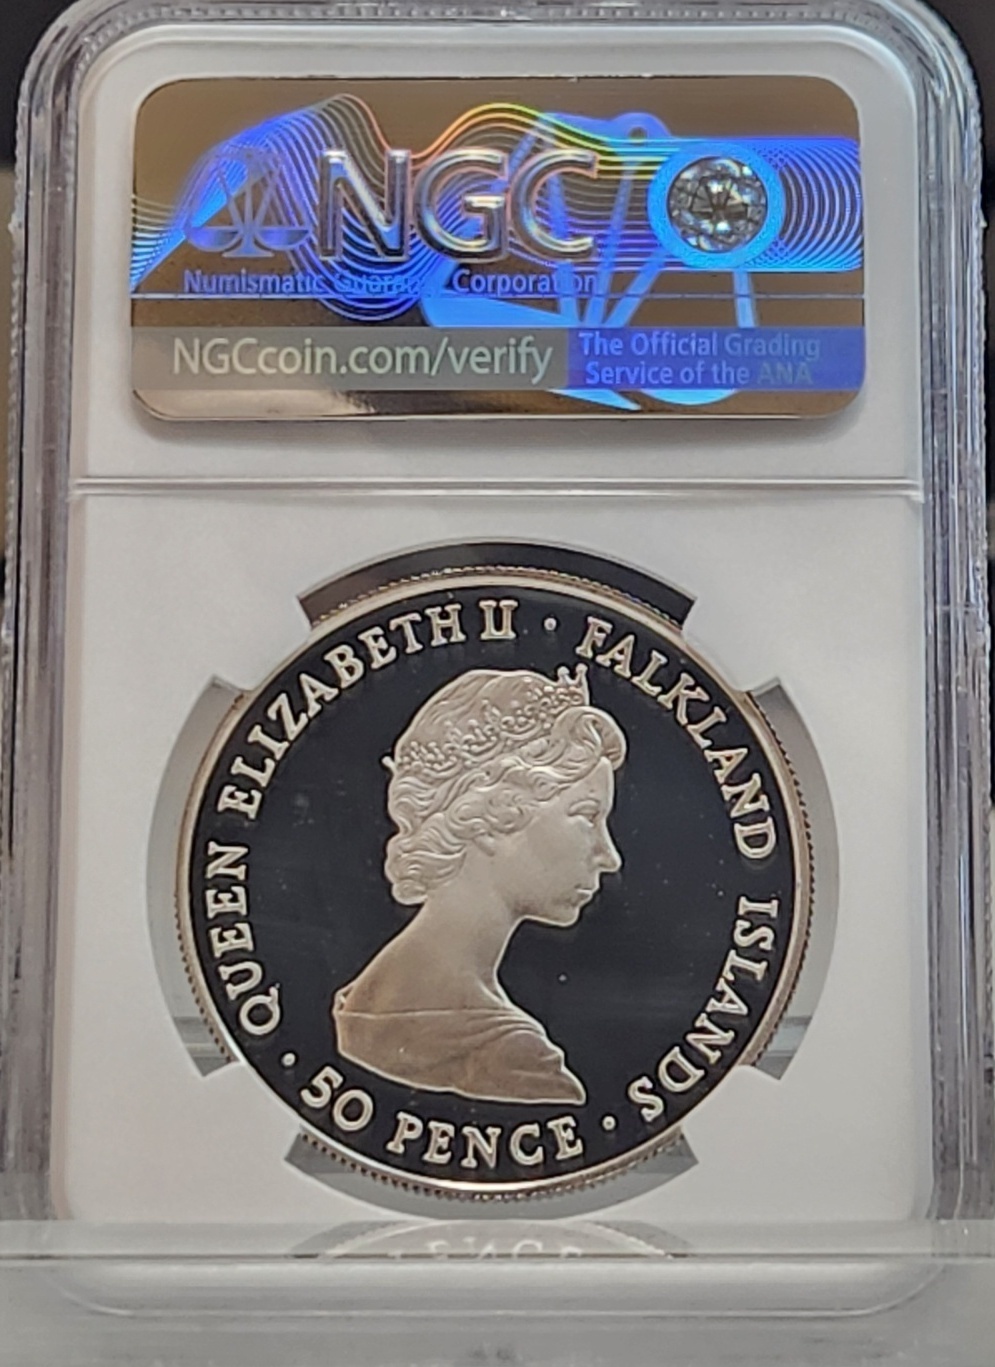 NGC
Numismatic Guaranty Corporation
NGCcoin.com/verify
The Official Grading
Service of the ANA
QUEEN ELIZABETH II · FALKLAND ISLANDS ·
50 PENCE ·